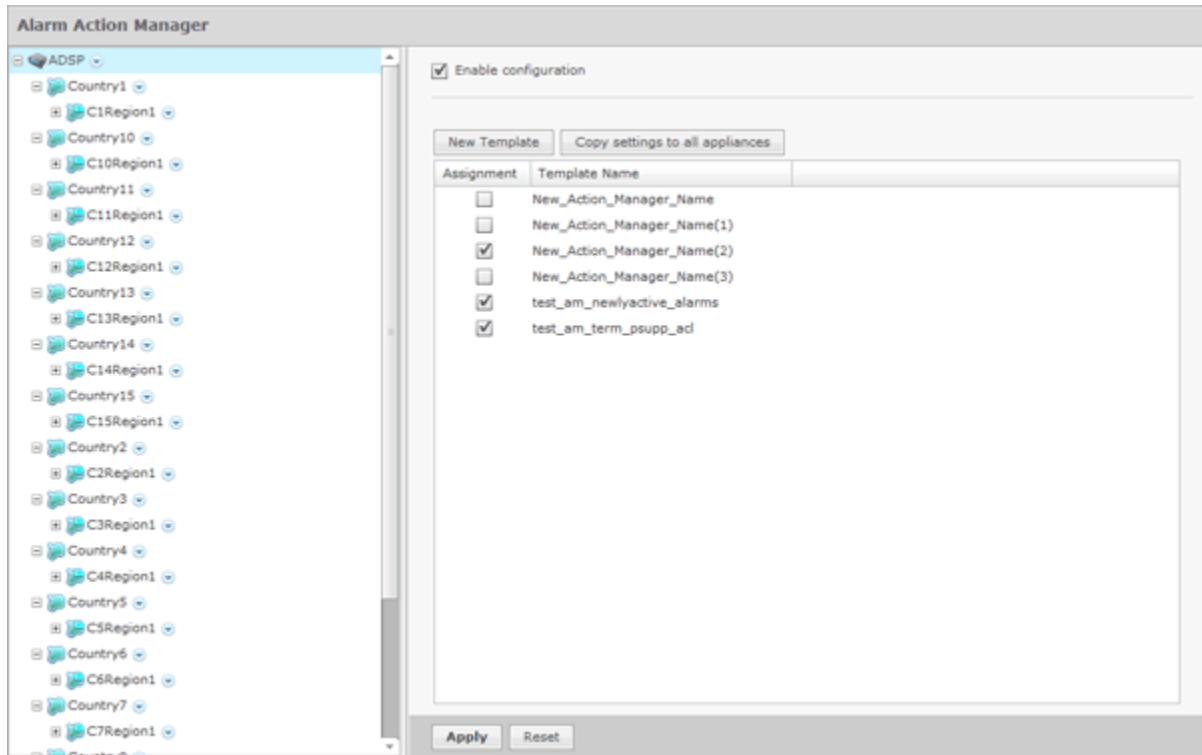 Alarm Action Manager
ADSP
Country1
C1Region1
Country10
C10Region1
Country11
C11Region1
Country12
C12Region1
Country13
C13Region1
Country14
C14Region1
Country15
C15Region1
Country2
C2Region1
Country3
C3Region1
Country4
C4Region1
Country5
C5Region1
Country6
C6Region1
Country7
C7Region1
Enable configuration
New Template
Copy settings to all appliances
Assignment Template Name
New_Action_Manager_Name
New_Action_Manager_Name(1)
New_Action_Manager_Name(2)
New_Action_Manager_Name(3)
test_am_newlyactive_alarms
test_am_term_psupp_acl
Apply Reset